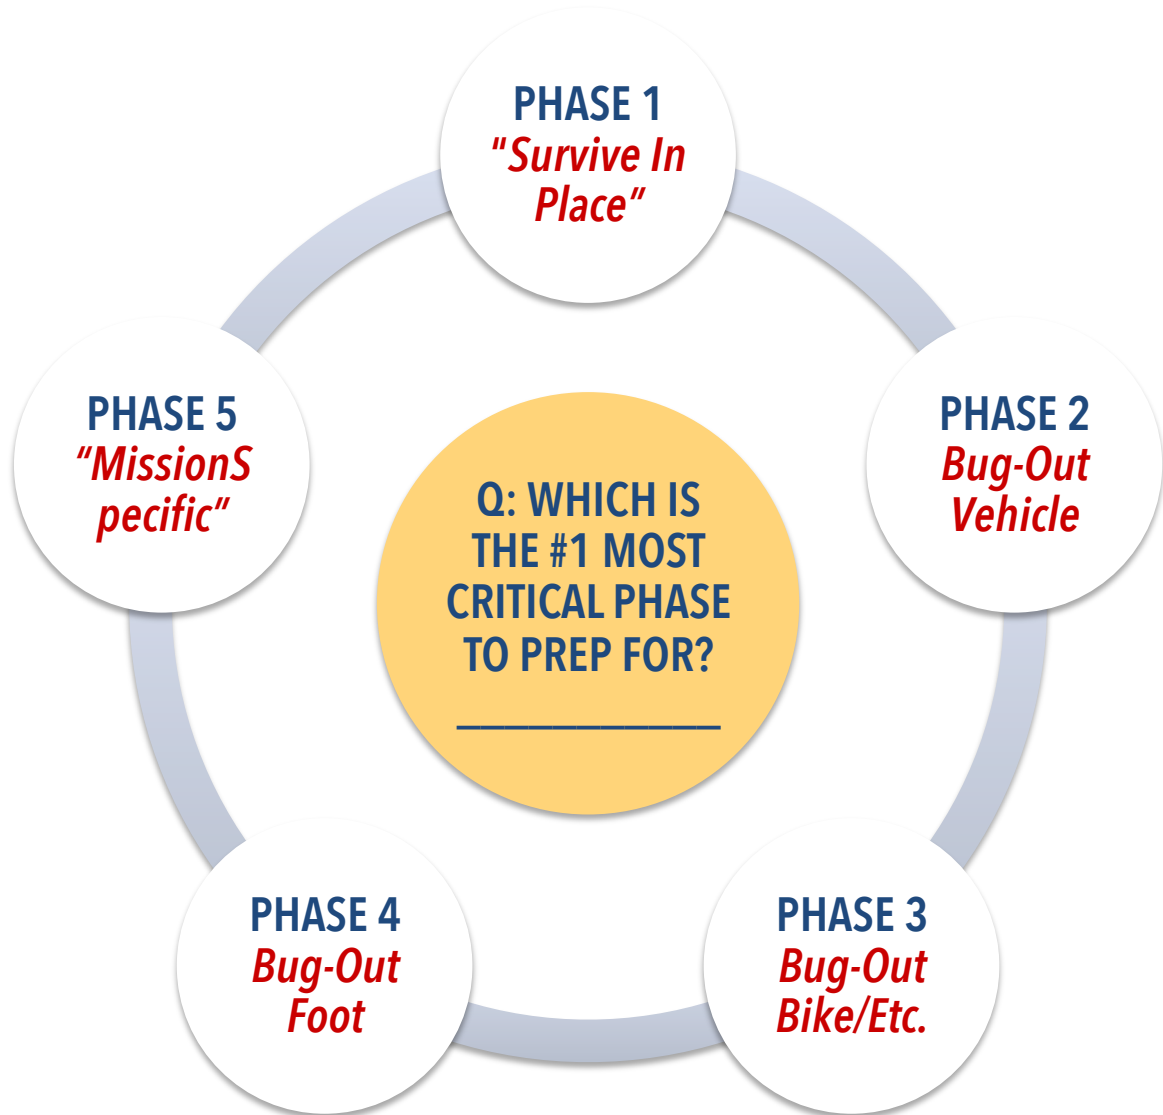 PHASE 1
"Survive In
Place"
PHASE 2
Bug-Out
Vehicle
PHASE 3
Bug-Out
Bike/Etc.
PHASE 4
Bug-Out
Foot
PHASE 5
"MissionS
pecific"
Q: WHICH IS
THE #1 MOST
CRITICAL PHASE
TO PREP FOR?
___________